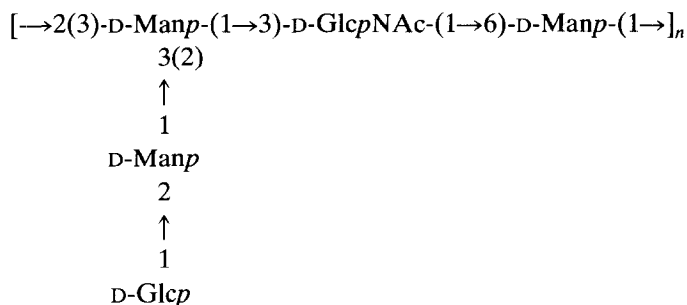 [→2(3)-D-Manp-(1→3)-D-GlcpNAc-(1→6)-D-Manp-(1→]n
3(2)
↑
1
D-Manp
2
↑
1
D-Glcp